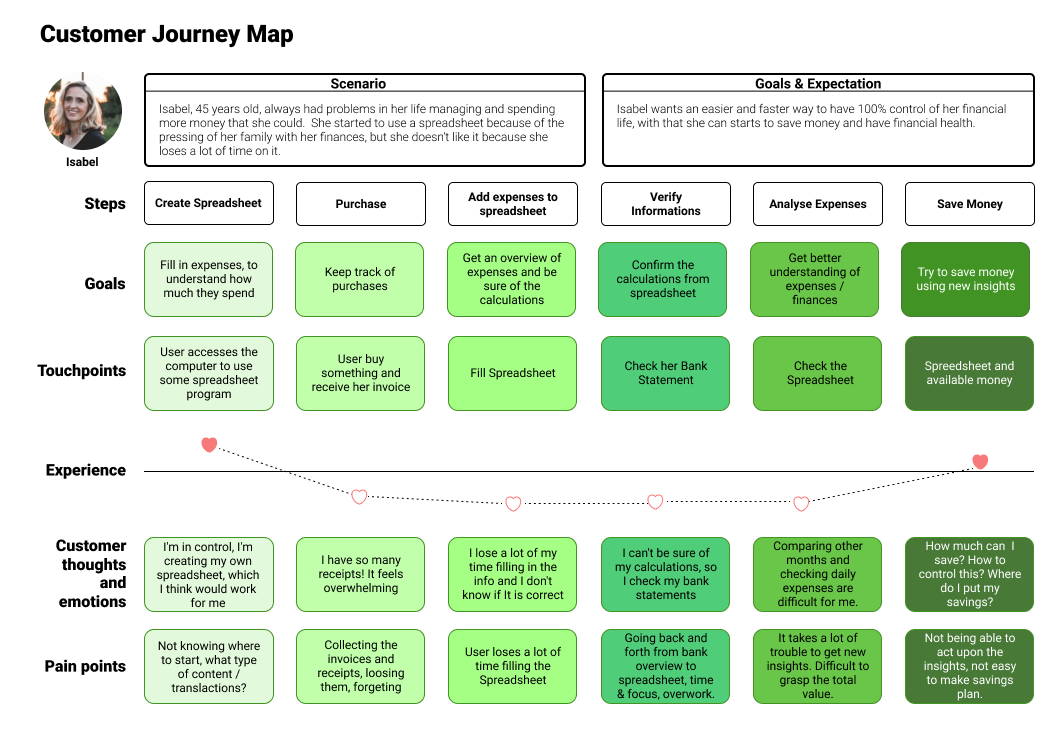 Customer Journey Map
Scenario
Isabel, 45 years old, always had problems in her life managing and spending
more money that she could. She started to use a spreadsheet because of the
pressing of her family with her finances, but she doesn't like it because she
loses a lot of time on it.
Goals & Expectation
Isabel wants an easier and faster way to have 100% control of her financial
life, with that she can starts to save money and have financial health.
Isabel
Steps
Create Spreadsheet
Purchase
Add expenses to
spreadsheet
Verify
Informations
Analyse Expenses
Save Money
Goals
Fill in expenses, to
understand how
much they spend
Keep track of
purchases
Get an overview of
expenses and be
sure of the
calculations
Confirm the
calculations from
spreadsheet
Get better
understanding of
expenses /
finances
Try to save money
using new insights
Touchpoints
User accesses the
computer to use
some spreadsheet
program
User buy
something and
receive her invoice
Fill Spreadsheet
Check her Bank
Statement
Check the
Spreadsheet
Spreedsheet and
available money
Experience
Customer
thoughts
and
emotions
I'm in control, I'm
creating my own
spreadsheet, which
I think would work
for me
I have so many
receipts! It feels
overwhelming
I lose a lot of my
time filling in the
info and I don't
know if It is correct
I can't be sure of
my calculations, so
I check my bank
statements
Comparing other
months and
checking daily
expenses are
difficult for me.
How much can I
save? How to
control this? Where
do I put my
savings?
Pain points
Not knowing where
to start, what type
of content /
translactions?
Collecting the
invoices and
receipts, loosing
them, forgeting
User loses a lot of
time filling the
Spreadsheet
Going back and
forth from bank
overview to
spreadsheet, time
& focus, overwork.
It takes a lot of
trouble to get new
insights. Difficult to
grasp the total
value.
Not being able to
act upon the
insights, not easy
to make savings
plan.